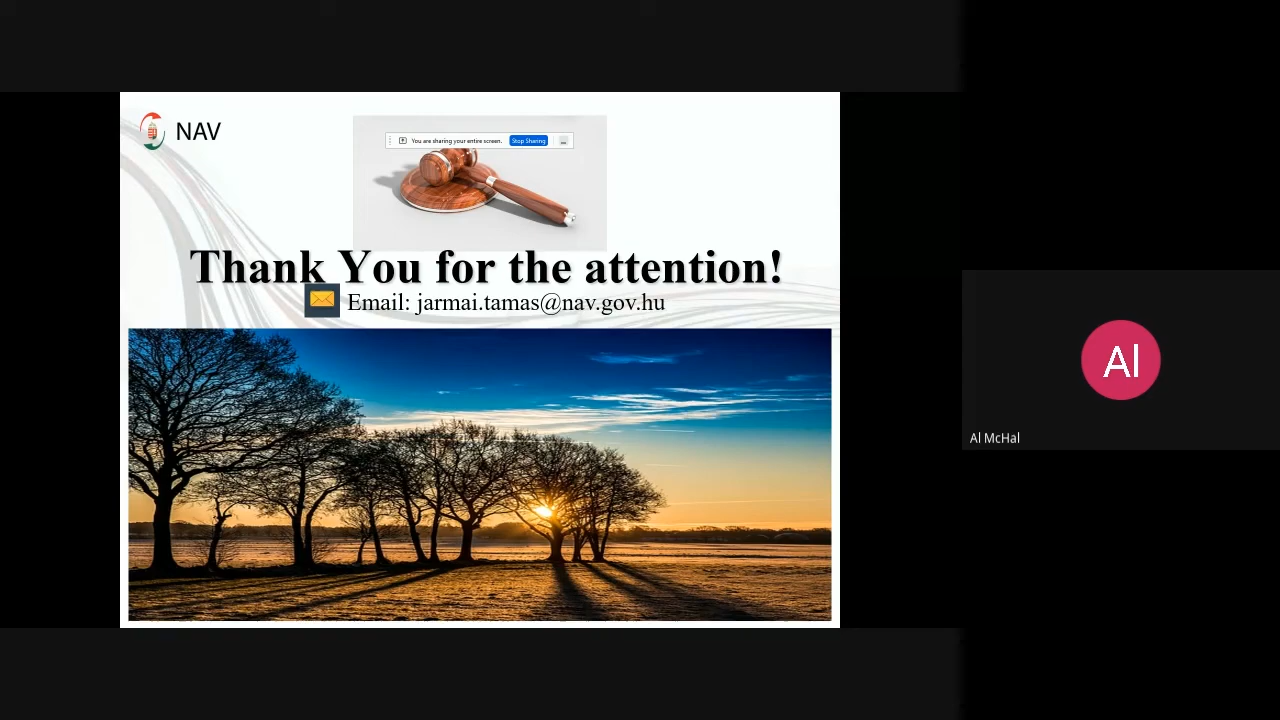 NAV
You are sharing your entire screen. Stop Sharing
Thank You for the attention!
Email: jarmai.tamas@nav.gov.hu
Al
Al McHal